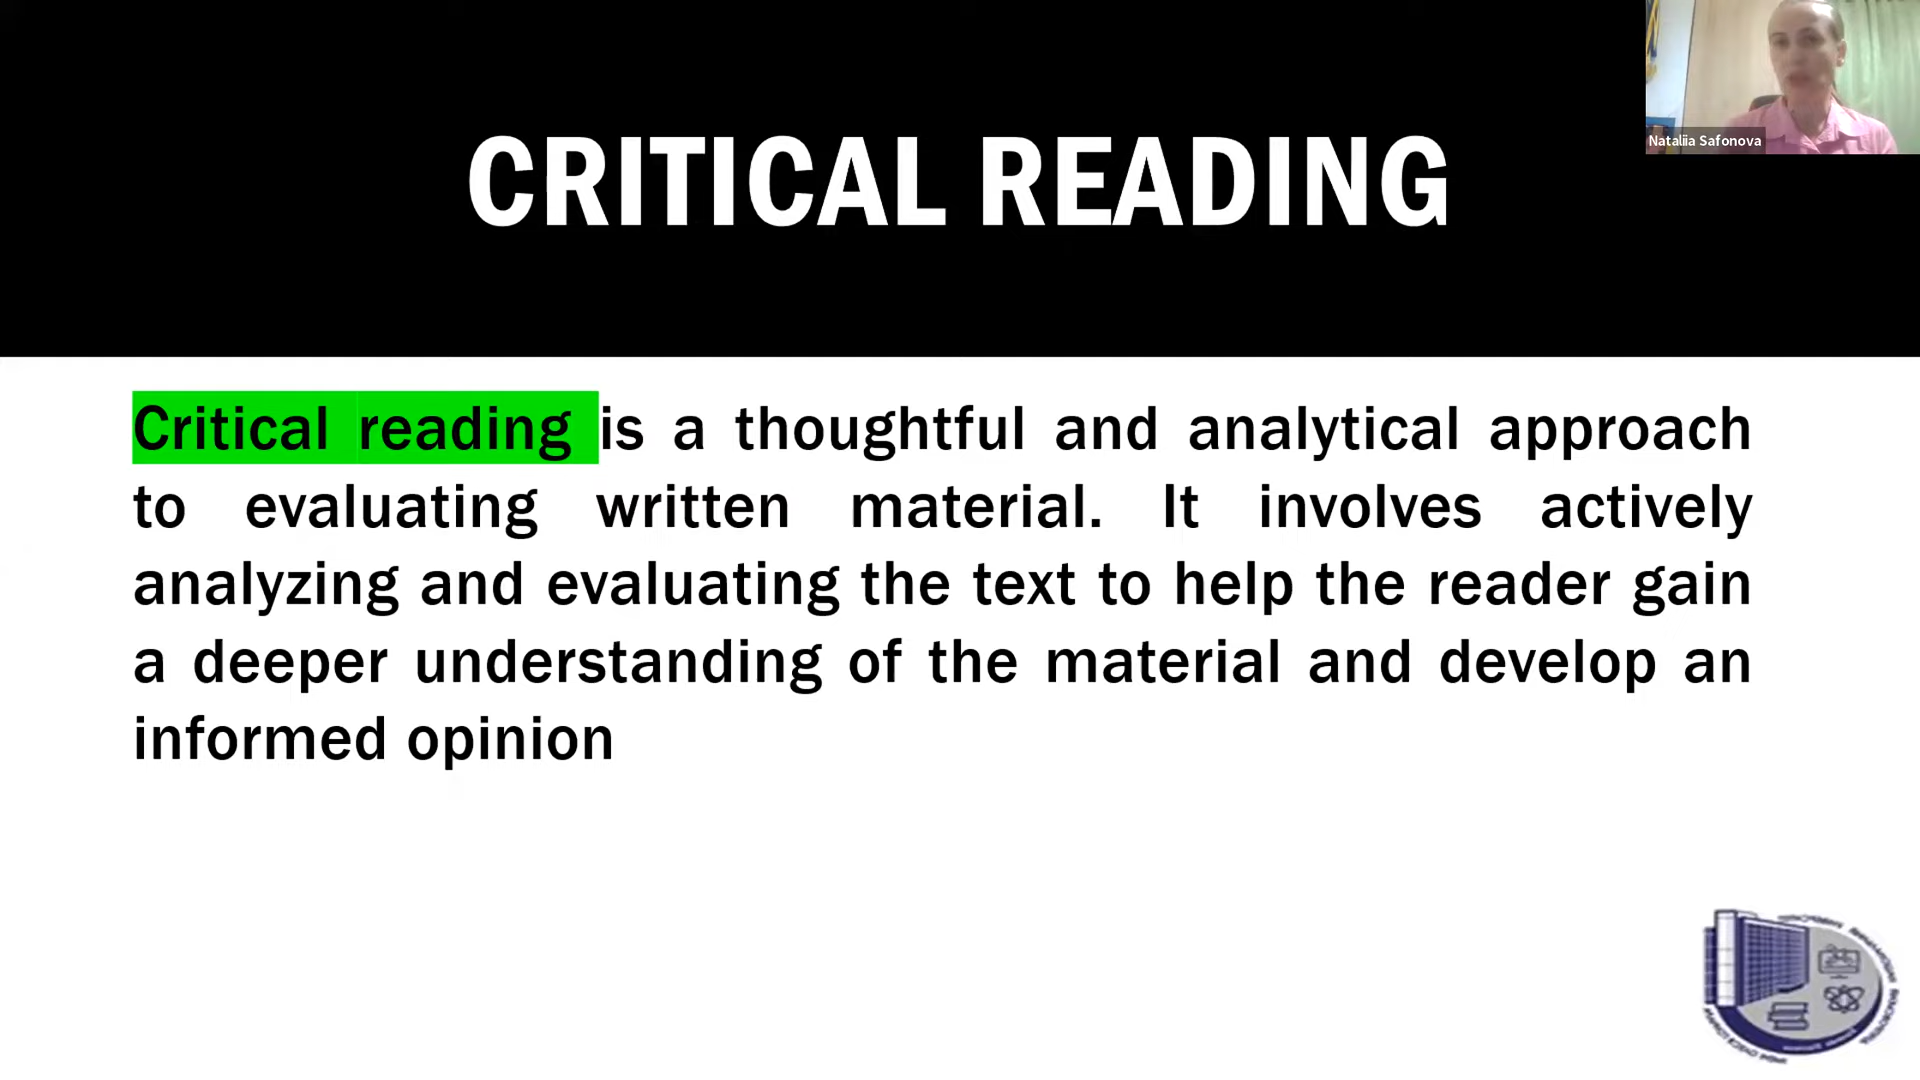 Nataliia Safonova
CRITICAL READING
Critical reading is a thoughtful and analytical approach
to evaluating written material. It involves actively
analyzing and evaluating the text to help the reader gain
a deeper understanding of the material and develop an
informed opinion